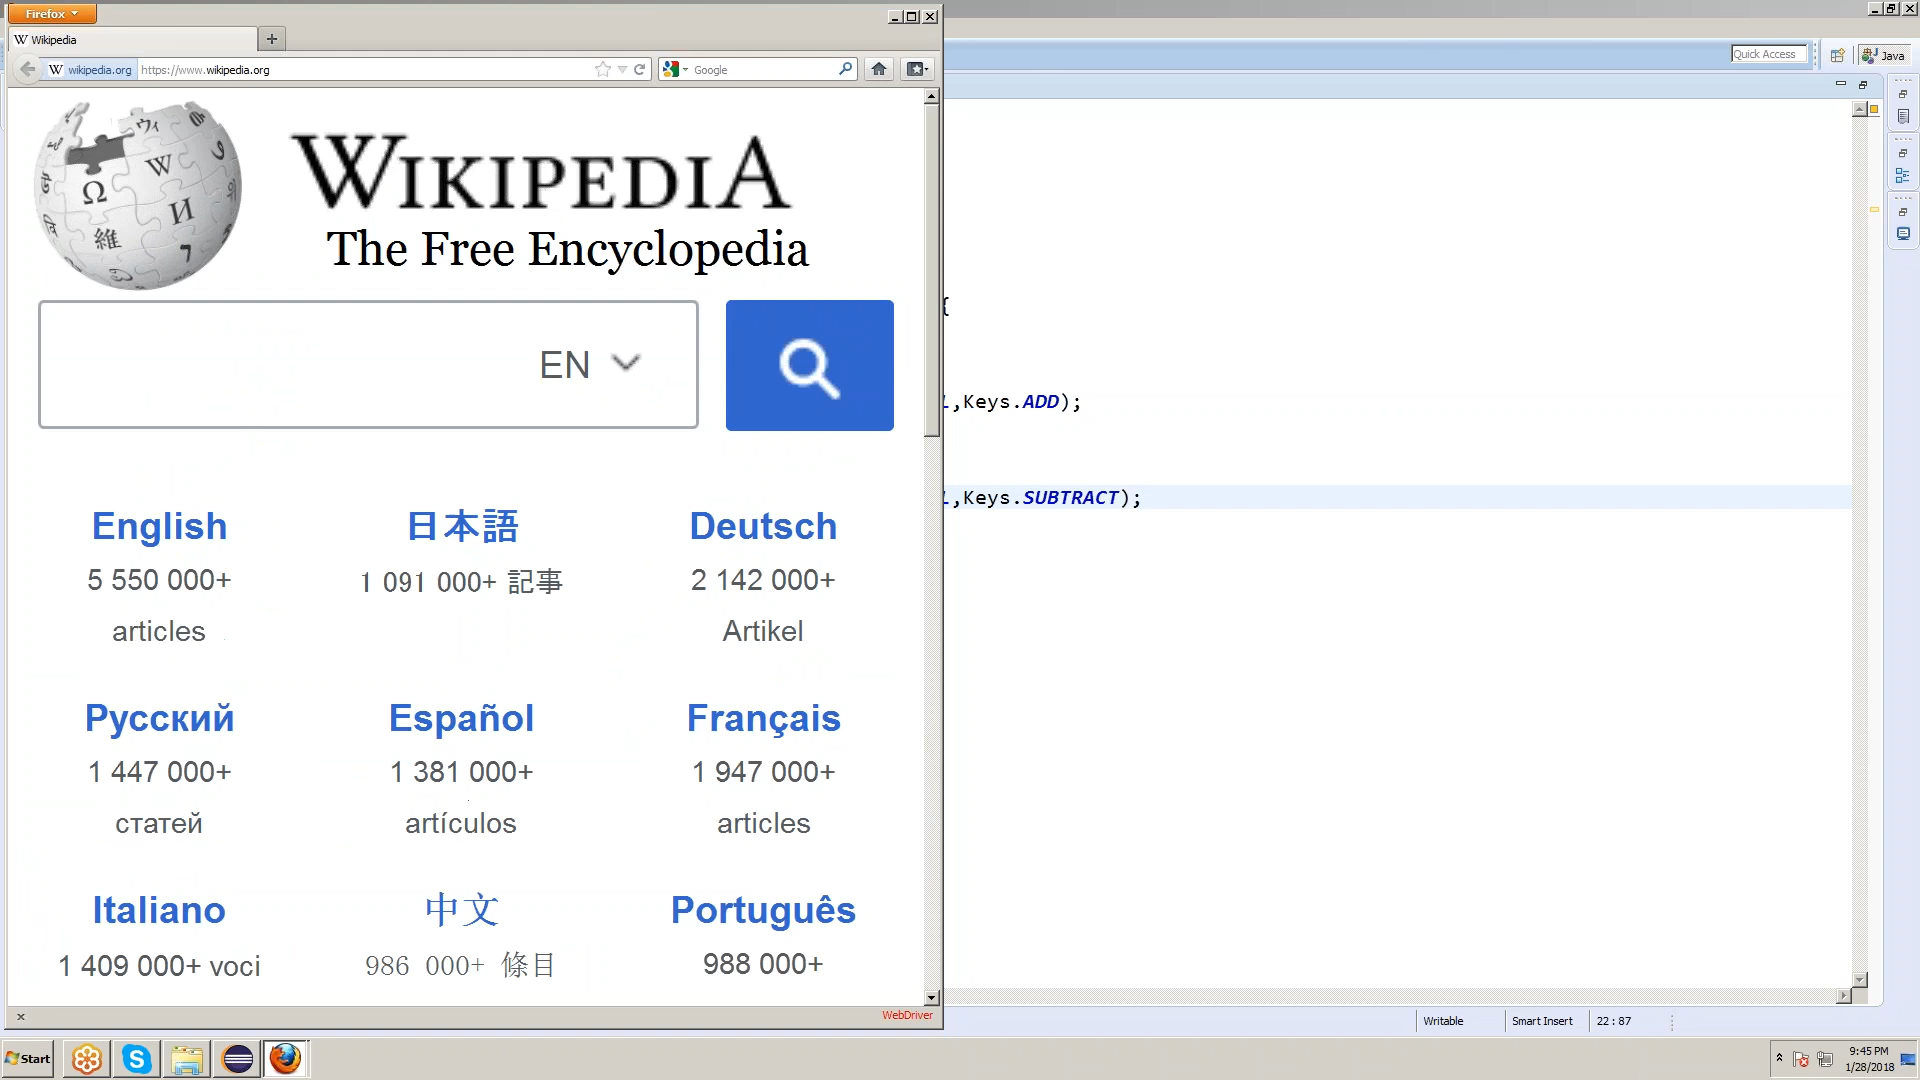 Firefox
Wikipedia
wikipedia.org
https://www.wikipedia.org
Google
Quick Access
Java
WIKIPEDIA
The Free Encyclopedia
EN
{
,Keys.ADD);
,Keys.SUBTRACT);
English
日本語
Deutsch
5 550 000+
1 091 000+ 記事
2 142 000+
articles
Artikel
Русский
Español
Français
1 447 000+
1 381 000+
1 947 000+
статей
artículos
articles
Italiano
中文
Português
1 409 000+ voci
986 000+ 條目
988 000+
WebDriver
Writable
Smart Insert
22 : 87
Start
9:45 PM
1/28/2018